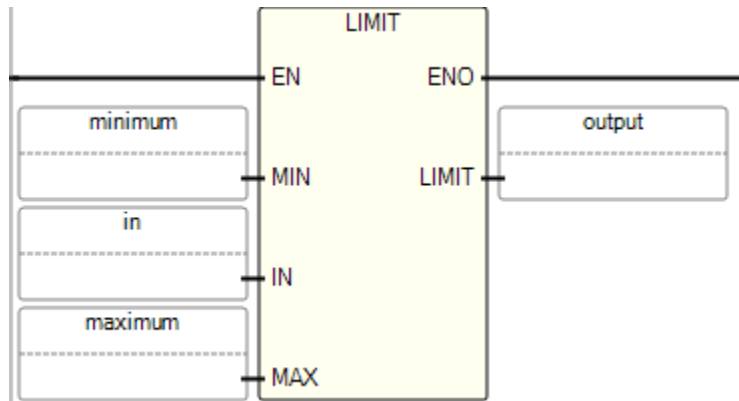 LIMIT
EN ENO
minimum output
MIN LIMIT
in
IN
maximum
MAX